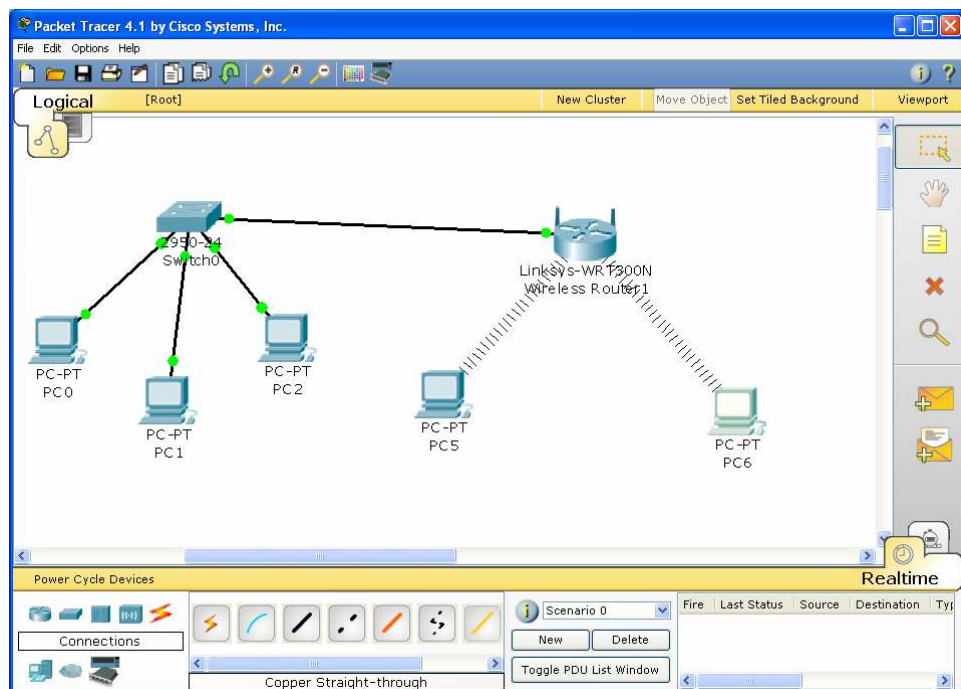 Packet Tracer 4.1 by Cisco Systems, Inc.
File Edit Options Help
Logical [Root] New Cluster Move Object Set Tiled Background Viewport
2950-24
Switch0
Linksys-WRT300N
Wireless Router1
PC-PT
PC0
PC-PT
PC1
PC-PT
PC2
PC-PT
PC5
PC-PT
PC6
Power Cycle Devices
Realtime
Connections
Copper Straight-through
Scenario 0
New Delete
Toggle PDU List Window
Fire Last Status Source Destination Typ